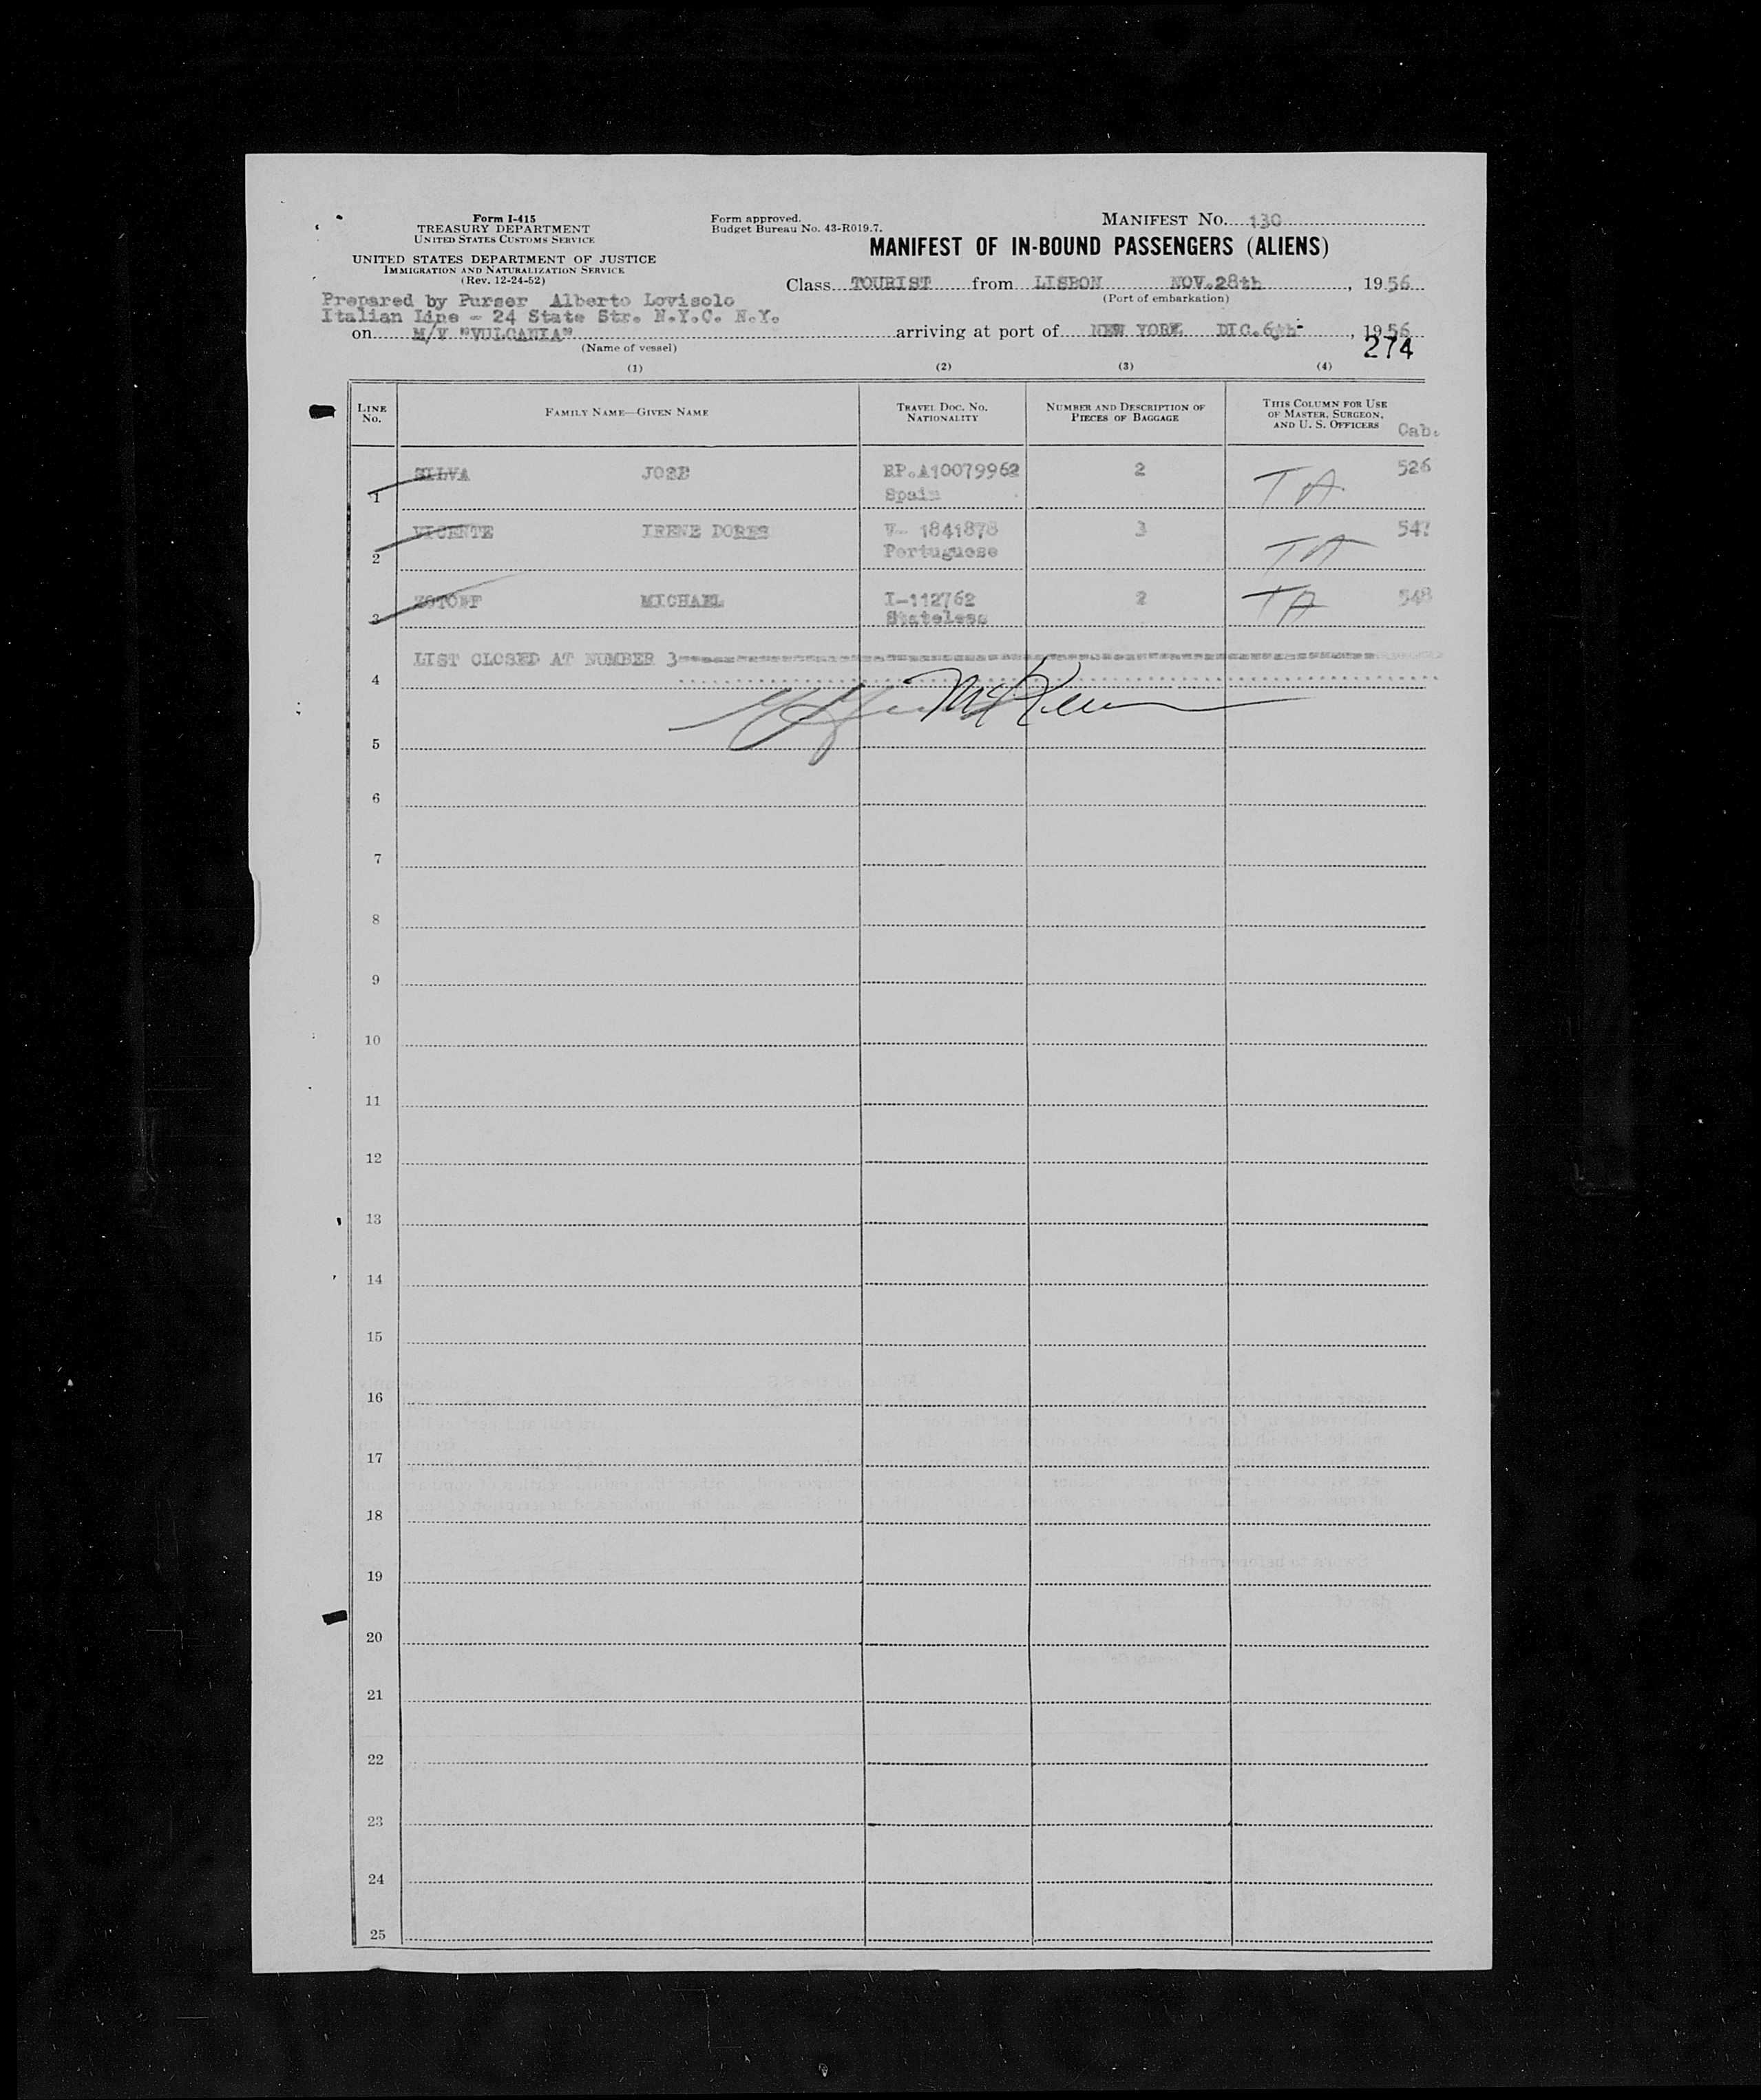 Form I-415
TREASURY DEPARTMENT
UNITED STATES CUSTOMS SERVICE
UNITED STATES DEPARTMENT OF JUSTICE
IMMIGRATION AND NATURALIZATION SERVICE
(Rev. 12-24-52)
Form approved.
Budget Bureau No. 43-R019.7.
MANIFEST No. 130
MANIFEST OF IN-BOUND PASSENGERS (ALIENS)
Class TOURIST from LISBON NOV.28th, 1956
(Port of embarkation)
Prepared by Purser Alberto Lovisolo
Italian Line - 24 State Str. N.Y.C. N.Y.
on M/V "VULCANIA" arriving at port of NEW YORK DIC.6th-, 1956
(Name of vessel)
274
(1) (2) (3) (4)
LINE No. FAMILY NAME—GIVEN NAME TRAVEL DOC. NO. NATIONALITY NUMBER AND DESCRIPTION OF PIECES OF BAGGAGE THIS COLUMN FOR USE OF MASTER, SURGEON, AND U. S. OFFICERS Cab.
1 SILVA JOSE RP.A10079962 2 TA 526
Spain
2 VICENTE IRENE DORES V- 1841878 3 TA
Portuguese
3 ZOTOFF MICHAEL I-112762 2 TA 548
Stateless
LIST CLOSED AT NUMBER 3
4
5
6
7
8
9
10
11
12
13
14
15
16
17
18
19
20
21
22
23
24
25